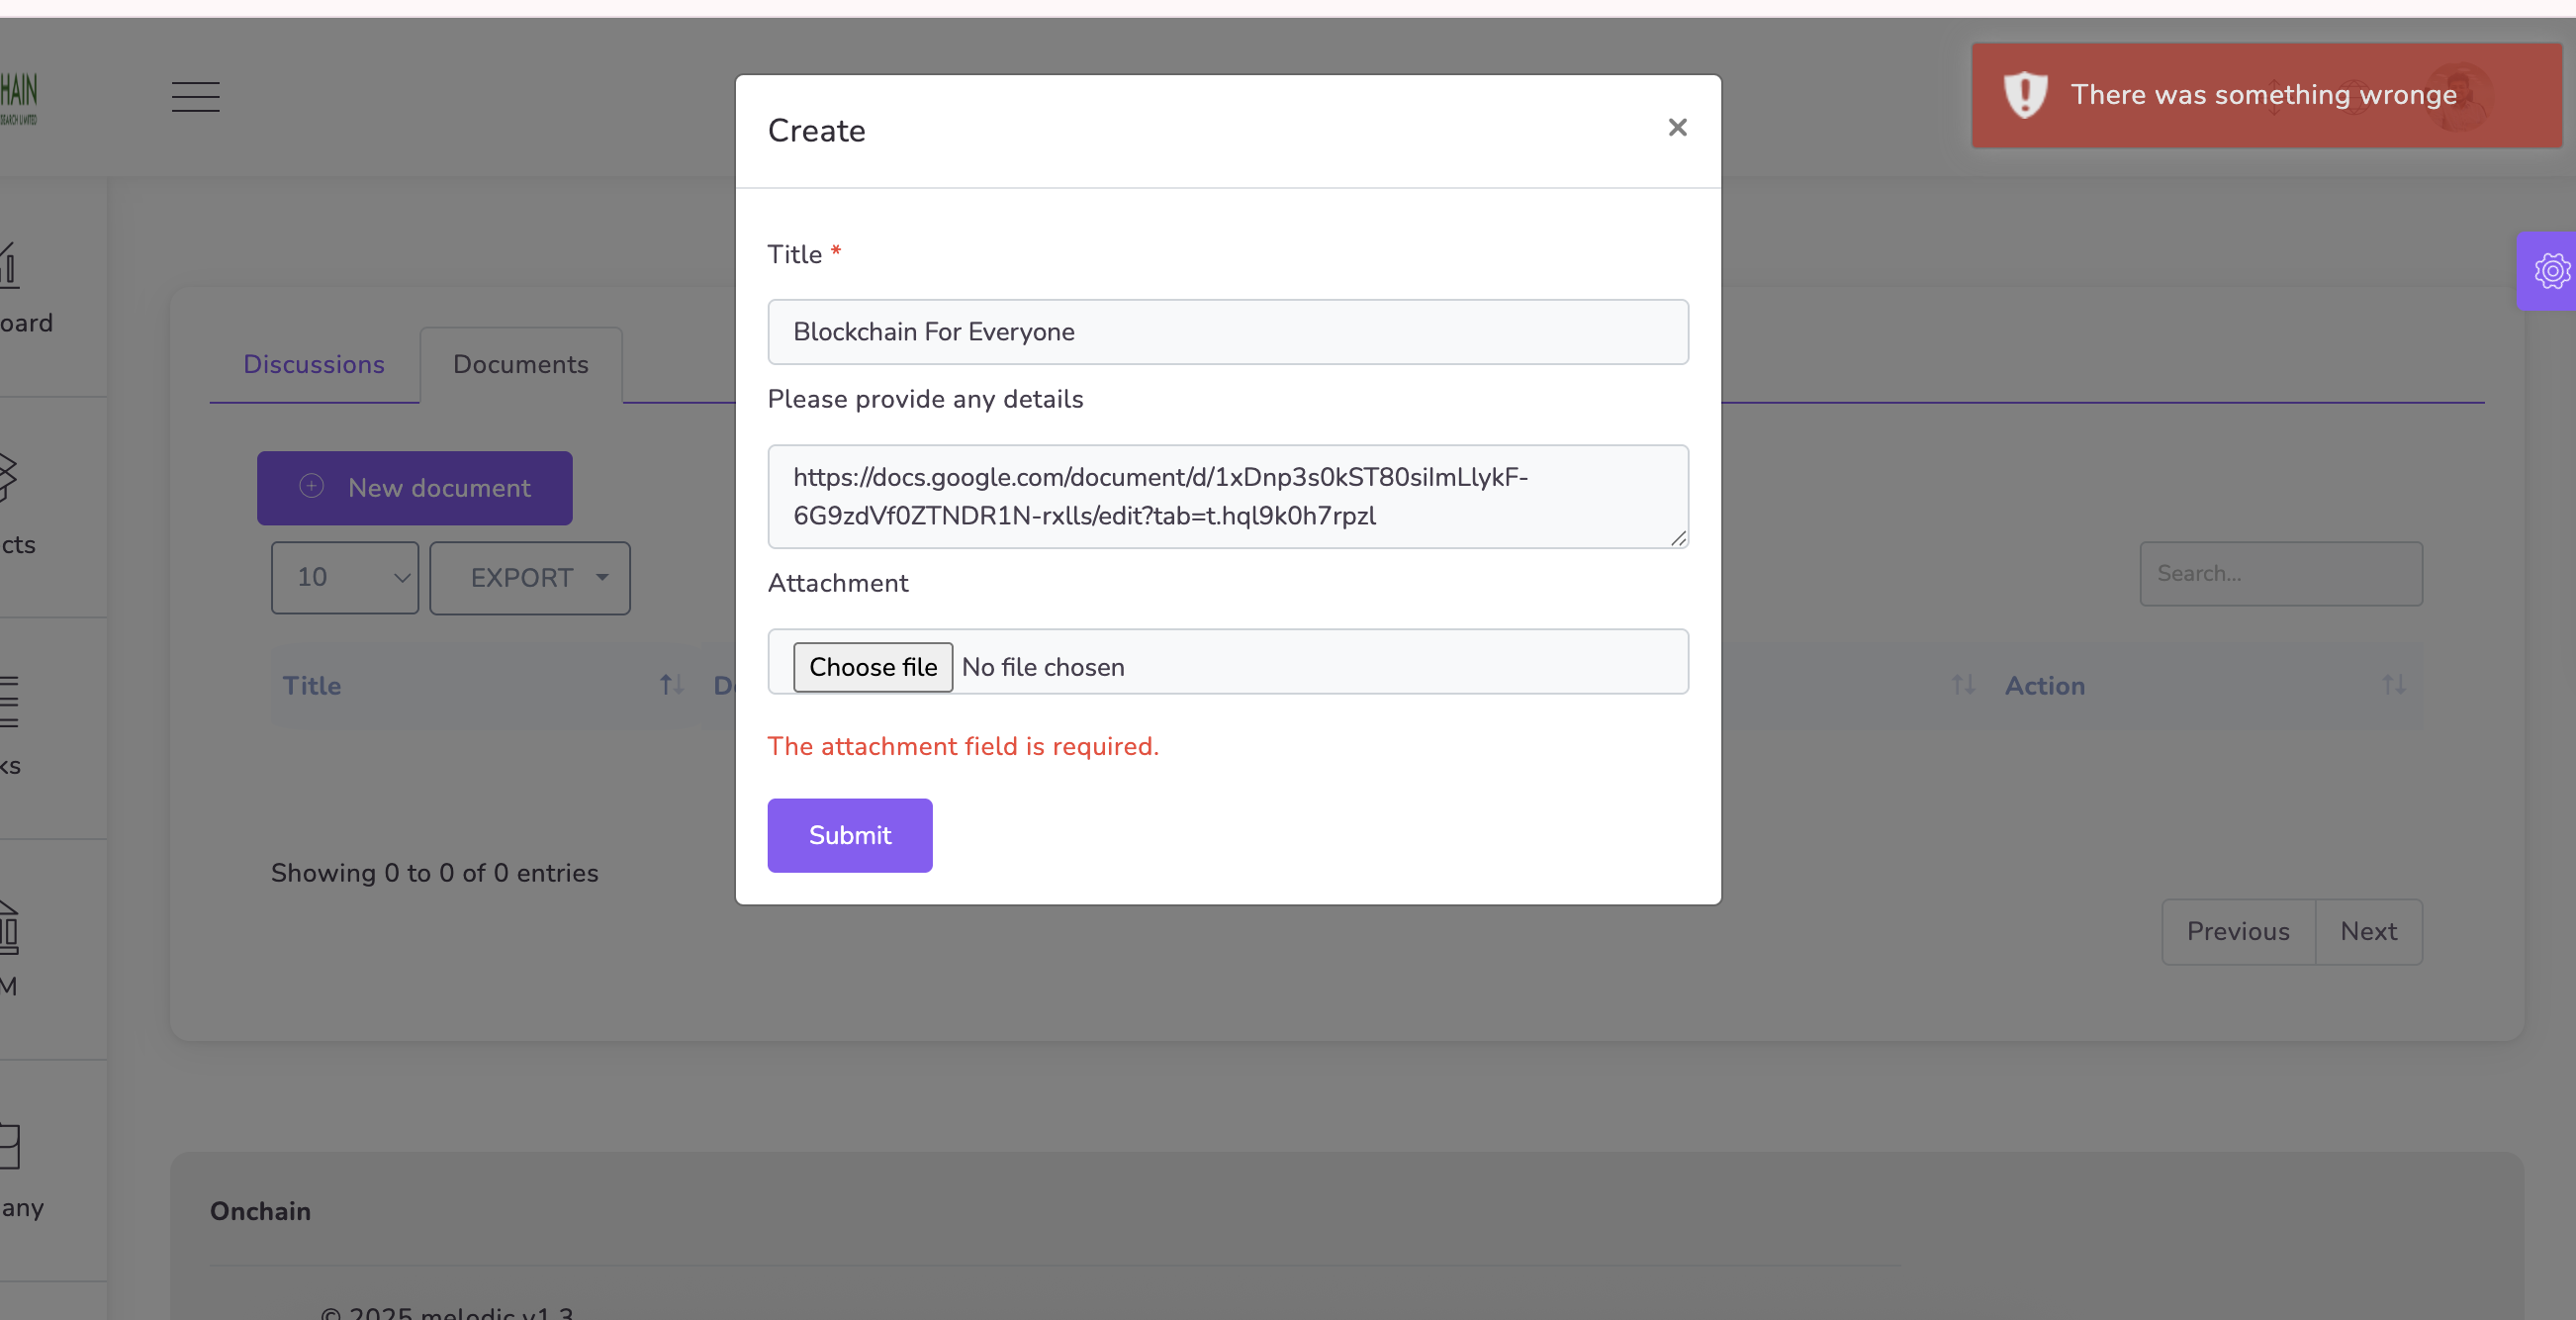 HAIN
SEARCH LIMITED
There was something wronge
Create
×
Title *
Blockchain For Everyone
Please provide any details
https://docs.google.com/document/d/1xDnp3s0kST80siImLlykF-
6G9zdVf0ZTNDR1N-rxlls/edit?tab=t.hql9k0h7rpzl
Attachment
Choose file No file chosen
The attachment field is required.
Submit
oard
cts
ks
M
any
Discussions
Documents
New document
10
EXPORT
Search...
Title
D
Action
Showing 0 to 0 of 0 entries
Previous
Next
Onchain
© 2025 melodic v1.3